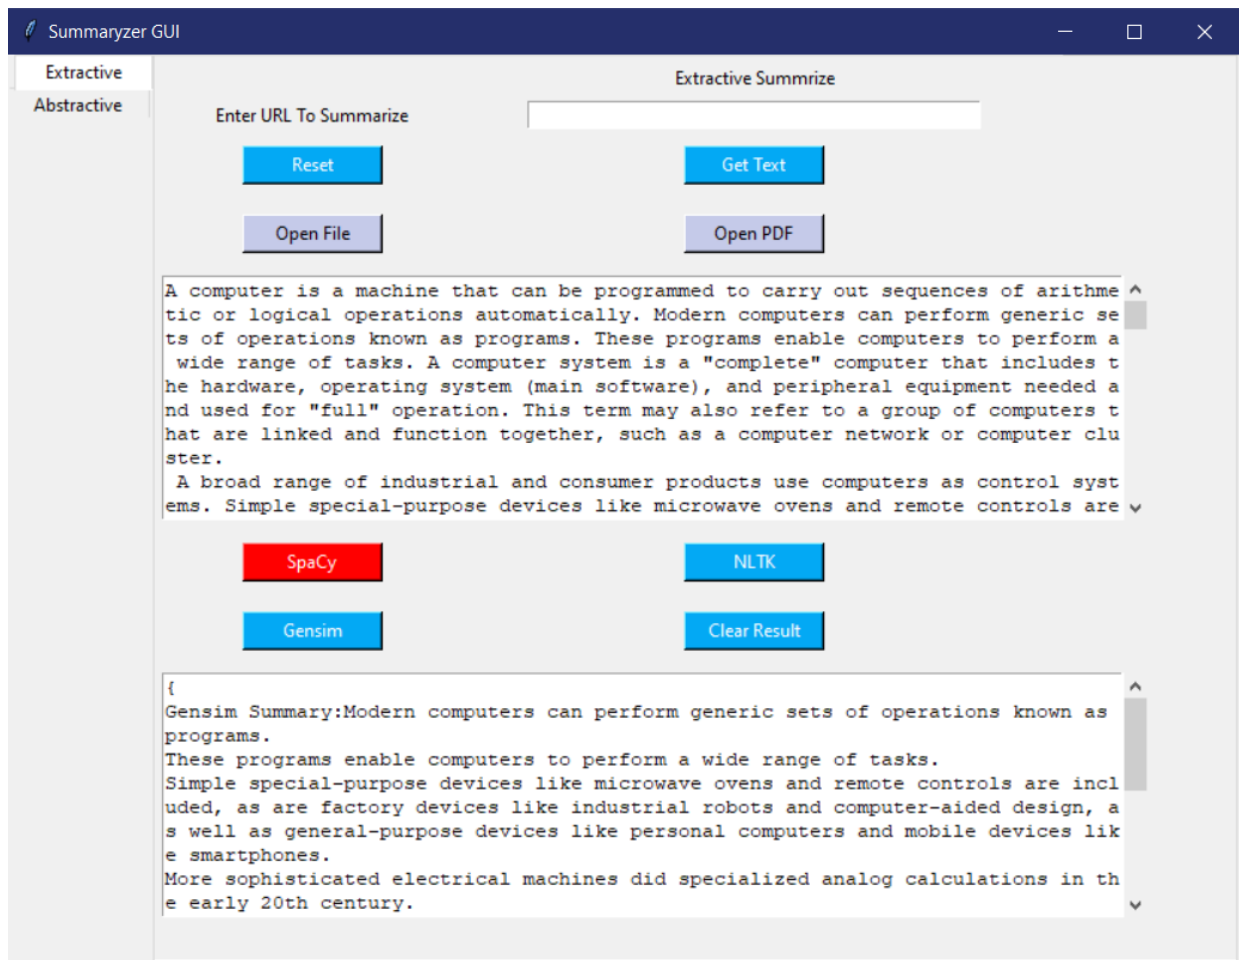 Summaryzer GUI
Extractive
Abstractive
Extractive Summrize
Enter URL To Summarize
Reset
Get Text
Open File
Open PDF
A computer is a machine that can be programmed to carry out sequences of arithme
tic or logical operations automatically. Modern computers can perform generic se
ts of operations known as programs. These programs enable computers to perform a
 wide range of tasks. A computer system is a "complete" computer that includes t
he hardware, operating system (main software), and peripheral equipment needed a
nd used for "full" operation. This term may also refer to a group of computers t
hat are linked and function together, such as a computer network or computer clu
ster.
 A broad range of industrial and consumer products use computers as control syst
ems. Simple special-purpose devices like microwave ovens and remote controls are
SpaCy
NLTK
Gensim
Clear Result
{
Gensim Summary:Modern computers can perform generic sets of operations known as
programs.
These programs enable computers to perform a wide range of tasks.
Simple special-purpose devices like microwave ovens and remote controls are incl
uded, as are factory devices like industrial robots and computer-aided design, a
s well as general-purpose devices like personal computers and mobile devices lik
e smartphones.
More sophisticated electrical machines did specialized analog calculations in th
e early 20th century.